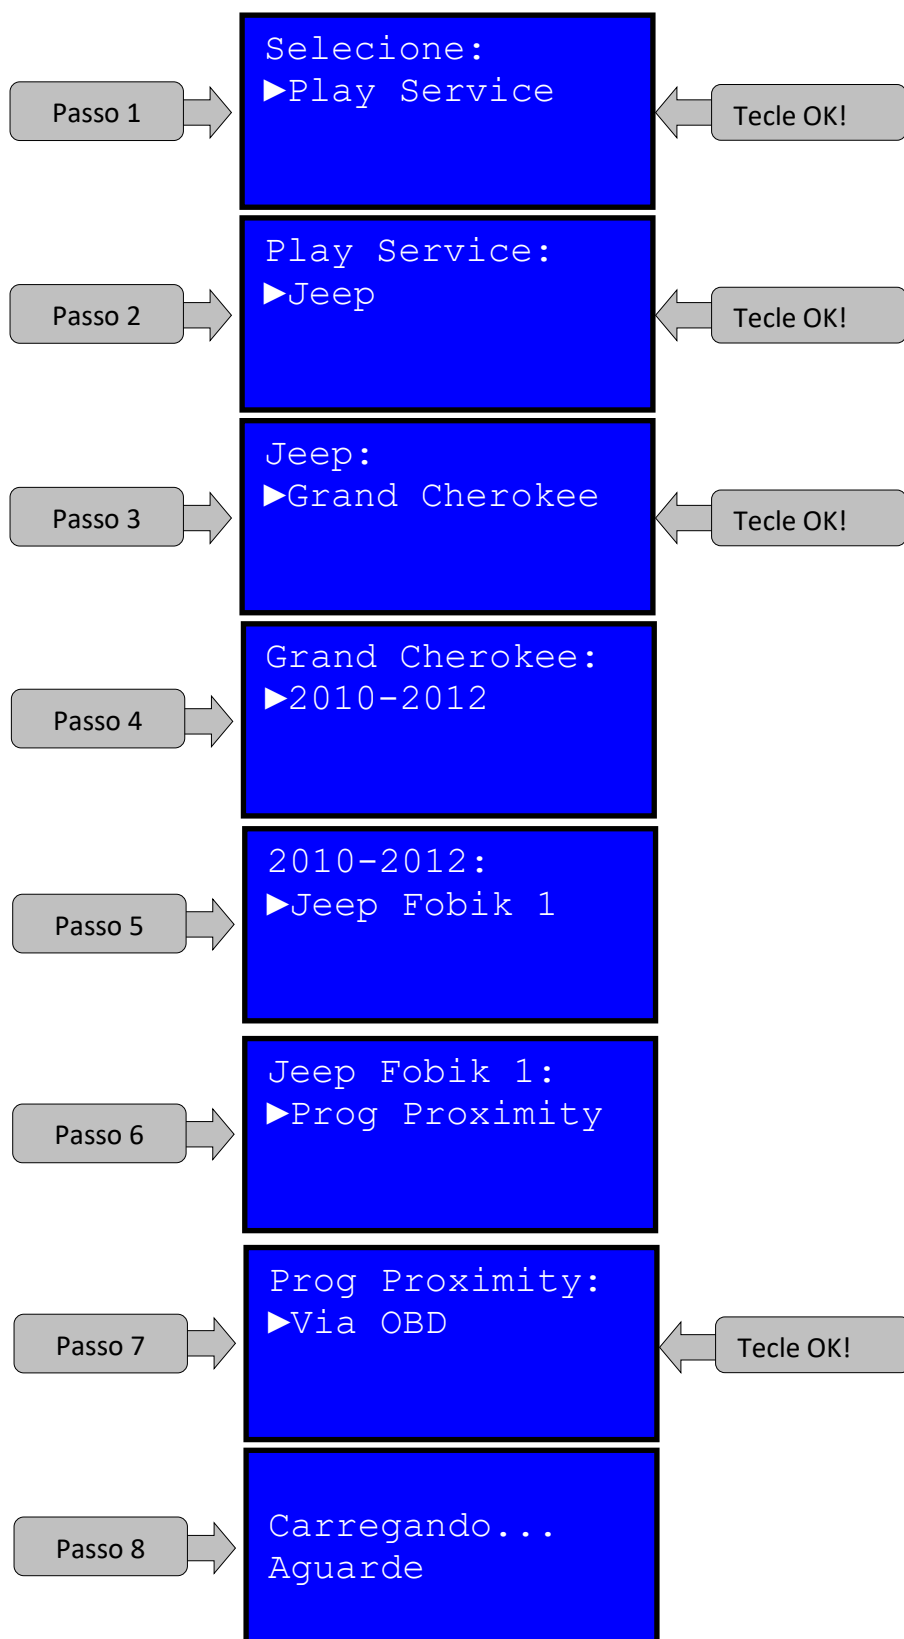 Selecione:
►Play Service
Passo 1
Tecle OK!
Play Service:
►Jeep
Passo 2
Tecle OK!
Jeep:
►Grand Cherokee
Passo 3
Tecle OK!
Grand Cherokee:
►2010-2012
Passo 4
2010-2012:
►Jeep Fobik 1
Passo 5
Jeep Fobik 1:
►Prog Proximity
Passo 6
Prog Proximity:
►Via OBD
Passo 7
Tecle OK!
Carregando...
Aguarde
Passo 8